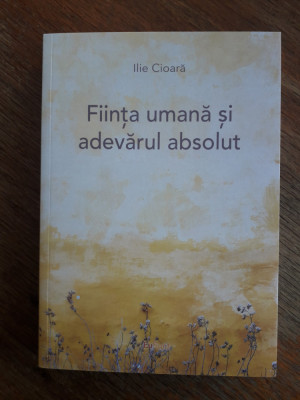 Ilie Cioară
Ființa umană și
adevărul absolut